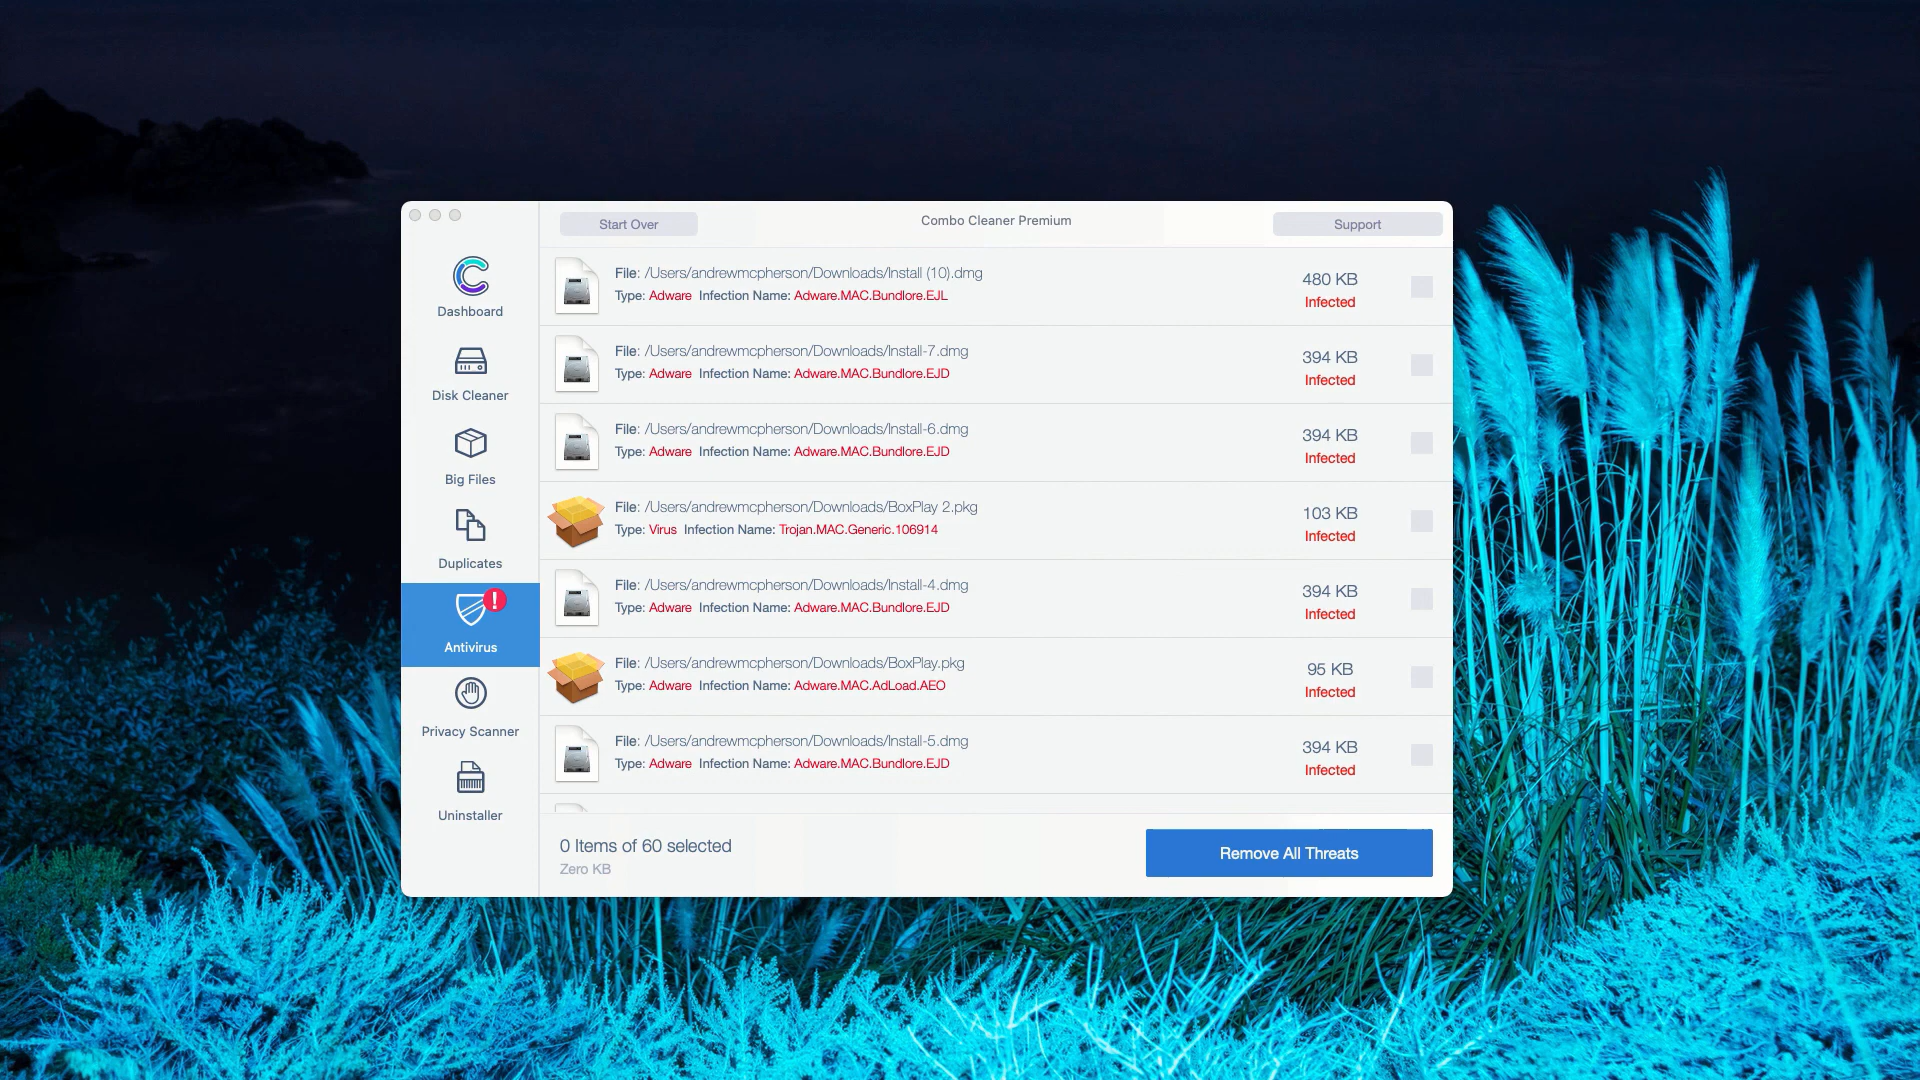 Start Over
Combo Cleaner Premium
Support
Dashboard
Disk Cleaner
Big Files
Duplicates
!
Antivirus
Privacy Scanner
Uninstaller
File: /Users/andrewmcpherson/Downloads/Install (10).dmg
Type: Adware Infection Name: Adware.MAC.Bundlore.EJL
480 KB
Infected
File: /Users/andrewmcpherson/Downloads/Install-7.dmg
Type: Adware Infection Name: Adware.MAC.Bundlore.EJD
394 KB
Infected
File: /Users/andrewmcpherson/Downloads/Install-6.dmg
Type: Adware Infection Name: Adware.MAC.Bundlore.EJD
394 KB
Infected
File: /Users/andrewmcpherson/Downloads/BoxPlay 2.pkg
Type: Virus Infection Name: Trojan.MAC.Generic.106914
103 KB
Infected
File: /Users/andrewmcpherson/Downloads/Install-4.dmg
Type: Adware Infection Name: Adware.MAC.Bundlore.EJD
394 KB
Infected
File: /Users/andrewmcpherson/Downloads/BoxPlay.pkg
Type: Adware Infection Name: Adware.MAC.AdLoad.AEO
95 KB
Infected
File: /Users/andrewmcpherson/Downloads/Install-5.dmg
Type: Adware Infection Name: Adware.MAC.Bundlore.EJD
394 KB
Infected
0 Items of 60 selected
Zero KB
Remove All Threats